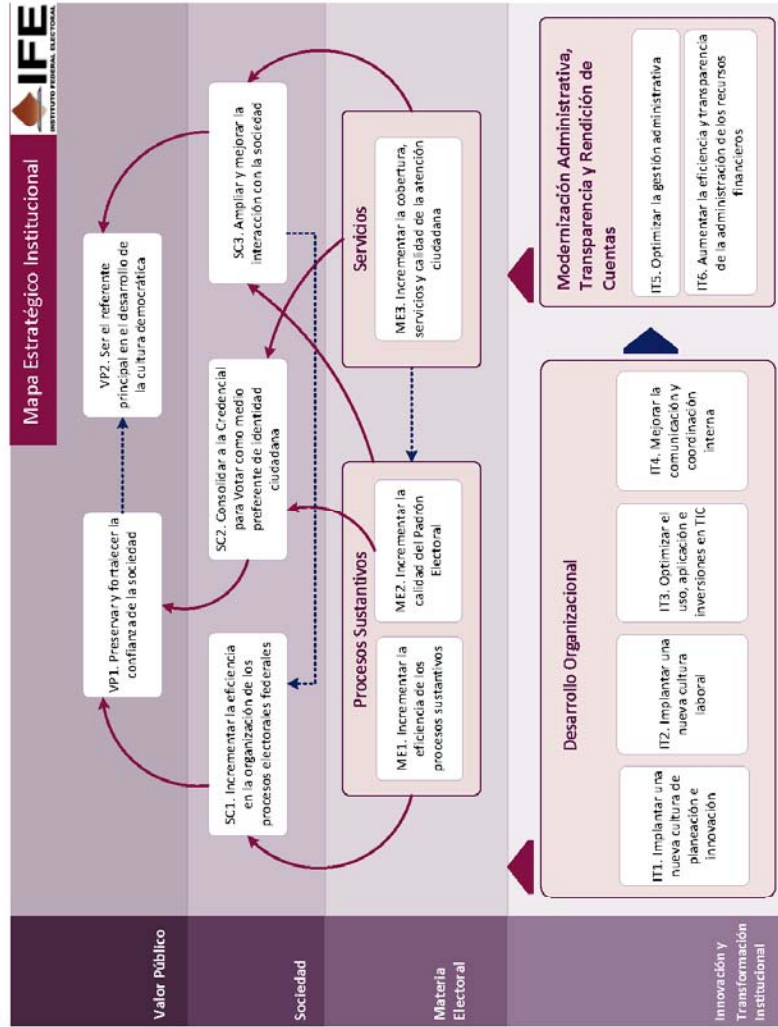 Mapa Estratégico Institucional
IFE
INSTITUTO FEDERAL ELECTORAL
Valor Público
VP1. Preservar y fortalecer la
confianza de la sociedad
VP2. Ser el referente
principal en el desarrollo de
la cultura democrática
Sociedad
SC1. Incrementar la eficiencia
en la organización de los
procesos electorales federales
SC2. Consolidar a la Credencial
para Votar como medio
preferente de identidad
ciudadana
SC3. Ampliar y mejorar la
interacción con la sociedad
Materia
Electoral
Procesos Sustantivos
ME1. Incrementar la
eficiencia de los
procesos sustantivos
ME2. Incrementar la
calidad del Padrón
Electoral
Servicios
ME3. Incrementar la cobertura,
servicios y calidad de la atención
ciudadana
Innovación y
Transformación
Institucional
Desarrollo Organizacional
IT1. Implantar una
nueva cultura de
planeación e
innovación
IT2. Implantar una
nueva cultura
laboral
IT3. Optimizar el
uso, aplicación e
inversiones en TIC
IT4. Mejorar la
comunicación y
coordinación
interna
Modernización Administrativa,
Transparencia y Rendición de
Cuentas
IT5. Optimizar la gestión administrativa
IT6. Aumentar la eficiencia y transparencia
de la administración de los recursos
financieros